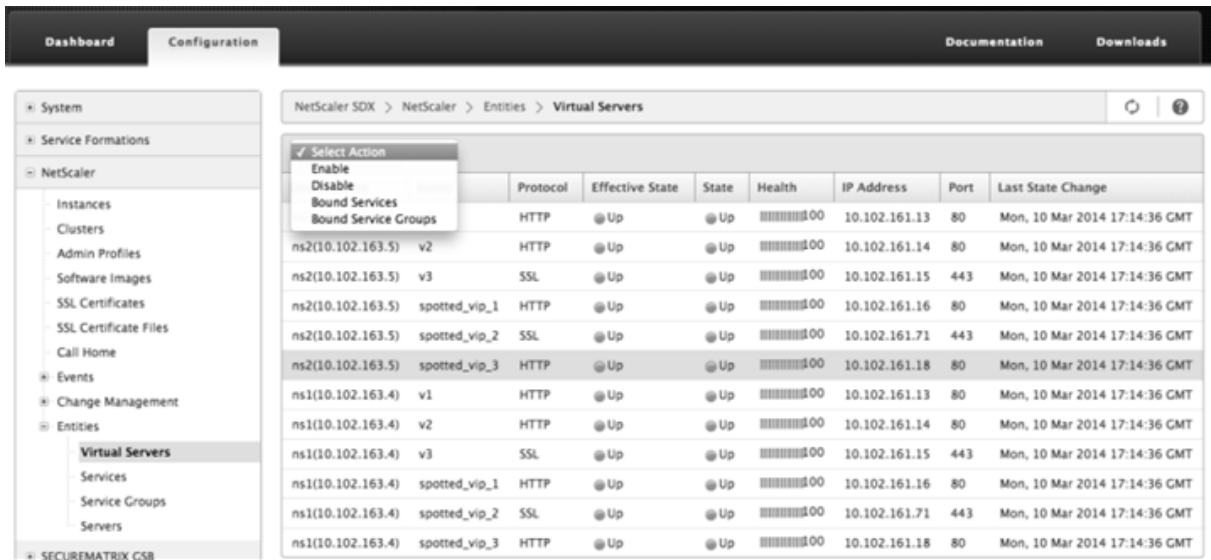 Dashboard Configuration Documentation Downloads
System
Service Formations
NetScaler
Instances
Clusters
Admin Profiles
Software Images
SSL Certificates
SSL Certificate Files
Call Home
Events
Change Management
Entities
Virtual Servers
Services
Service Groups
Servers
SECUREMATRIX GSB
NetScaler SDX > NetScaler > Entities > Virtual Servers
✓ Select Action
Enable
Disable
Bound Services
Bound Service Groups
Protocol Effective State State Health IP Address Port Last State Change
HTTP Up Up 100 10.102.161.13 80 Mon, 10 Mar 2014 17:14:36 GMT
ns2(10.102.163.5) v2 HTTP Up Up 100 10.102.161.14 80 Mon, 10 Mar 2014 17:14:36 GMT
ns2(10.102.163.5) v3 SSL Up Up 100 10.102.161.15 443 Mon, 10 Mar 2014 17:14:36 GMT
ns2(10.102.163.5) spotted_vip_1 HTTP Up Up 100 10.102.161.16 80 Mon, 10 Mar 2014 17:14:36 GMT
ns2(10.102.163.5) spotted_vip_2 SSL Up Up 100 10.102.161.71 443 Mon, 10 Mar 2014 17:14:36 GMT
ns2(10.102.163.5) spotted_vip_3 HTTP Up Up 100 10.102.161.18 80 Mon, 10 Mar 2014 17:14:36 GMT
ns1(10.102.163.4) v1 HTTP Up Up 100 10.102.161.13 80 Mon, 10 Mar 2014 17:14:36 GMT
ns1(10.102.163.4) v2 HTTP Up Up 100 10.102.161.14 80 Mon, 10 Mar 2014 17:14:36 GMT
ns1(10.102.163.4) v3 SSL Up Up 100 10.102.161.15 443 Mon, 10 Mar 2014 17:14:36 GMT
ns1(10.102.163.4) spotted_vip_1 HTTP Up Up 100 10.102.161.16 80 Mon, 10 Mar 2014 17:14:36 GMT
ns1(10.102.163.4) spotted_vip_2 SSL Up Up 100 10.102.161.71 443 Mon, 10 Mar 2014 17:14:36 GMT
ns1(10.102.163.4) spotted_vip_3 HTTP Up Up 100 10.102.161.18 80 Mon, 10 Mar 2014 17:14:36 GMT